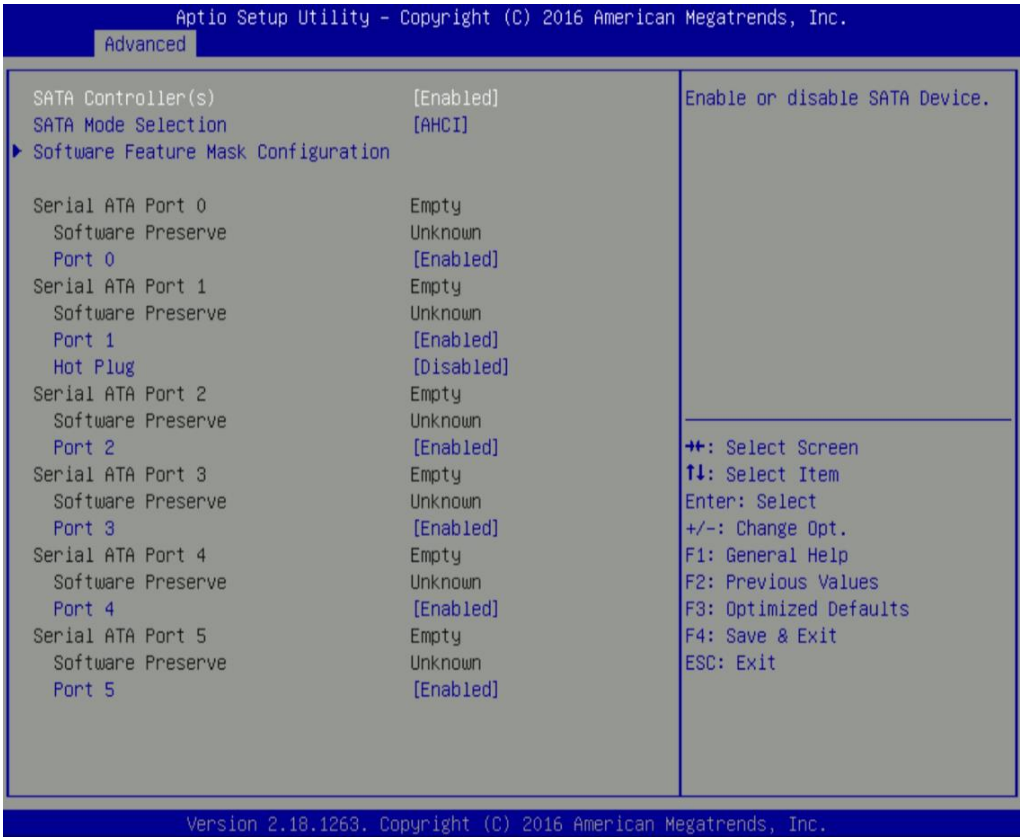 Aptio Setup Utility – Copyright (C) 2016 American Megatrends, Inc.
Advanced
SATA Controller(s) [Enabled]
SATA Mode Selection [AHCI]
Software Feature Mask Configuration
Serial ATA Port 0 Empty
Software Preserve Unknown
Port 0 [Enabled]
Serial ATA Port 1 Empty
Software Preserve Unknown
Port 1 [Enabled]
Hot Plug [Disabled]
Serial ATA Port 2 Empty
Software Preserve Unknown
Port 2 [Enabled]
Serial ATA Port 3 Empty
Software Preserve Unknown
Port 3 [Enabled]
Serial ATA Port 4 Empty
Software Preserve Unknown
Port 4 [Enabled]
Serial ATA Port 5 Empty
Software Preserve Unknown
Port 5 [Enabled]
Enable or disable SATA Device.
→←: Select Screen
↑↓: Select Item
Enter: Select
+/-: Change Opt.
F1: General Help
F2: Previous Values
F3: Optimized Defaults
F4: Save & Exit
ESC: Exit
Version 2.18.1263. Copyright (C) 2016 American Megatrends, Inc.